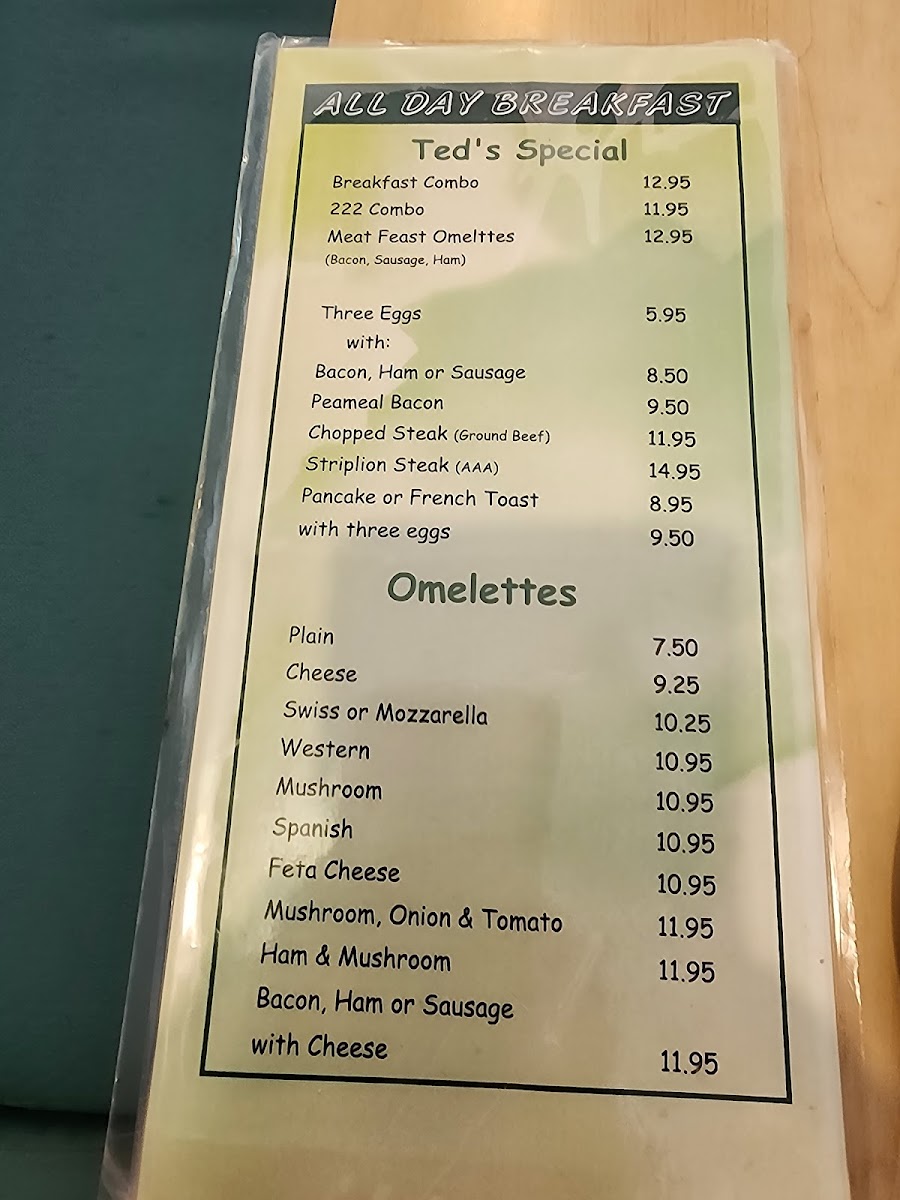 ALL DAY BREAKFAST
Ted's Special
Breakfast Combo 12.95
222 Combo 11.95
Meat Feast Omelttes 12.95
(Bacon, Sausage, Ham)
Three Eggs 5.95
with:
Bacon, Ham or Sausage 8.50
Peameal Bacon 9.50
Chopped Steak (Ground Beef) 11.95
Striplion Steak (AAA) 14.95
Pancake or French Toast 8.95
with three eggs 9.50
Omelettes
Plain 7.50
Cheese 9.25
Swiss or Mozzarella 10.25
Western 10.95
Mushroom 10.95
Spanish 10.95
Feta Cheese 10.95
Mushroom, Onion & Tomato 11.95
Ham & Mushroom 11.95
Bacon, Ham or Sausage
with Cheese 11.95